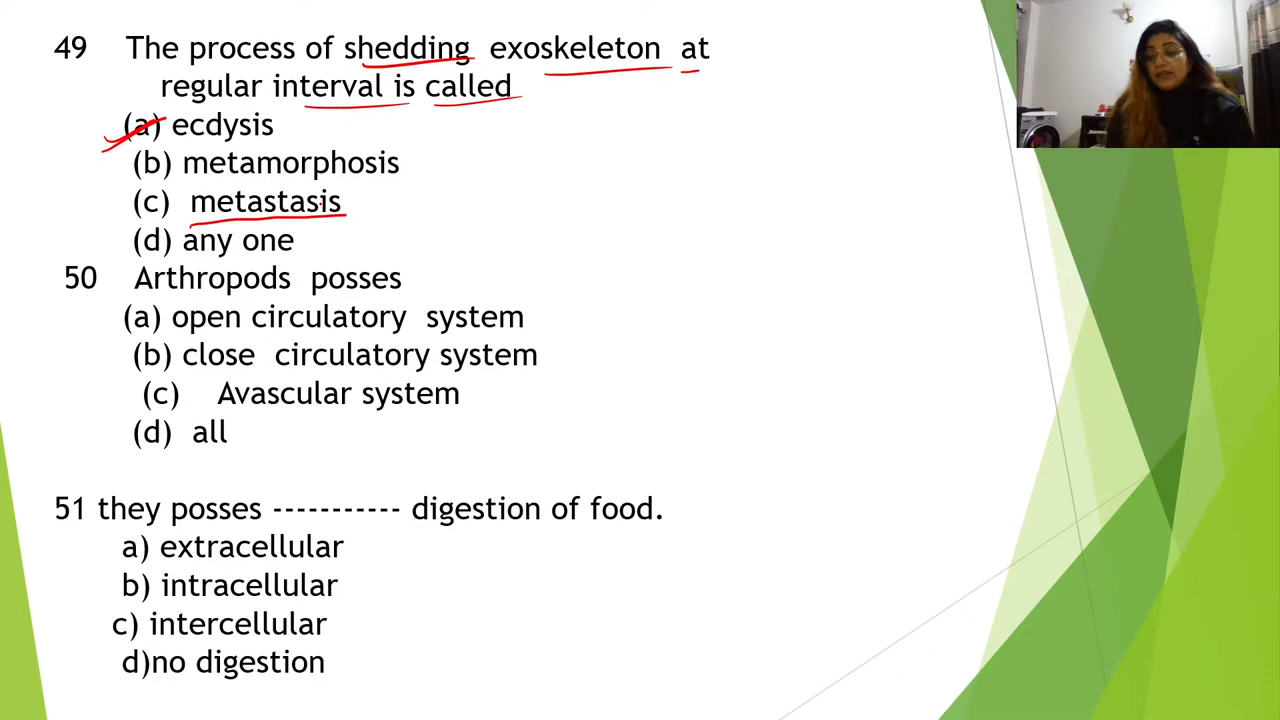 49 The process of shedding exoskeleton at
regular interval is called
(a) ecdysis
(b) metamorphosis
(c) metastasis
(d) any one
50 Arthropods posses
(a) open circulatory system
(b) close circulatory system
(c) Avascular system
(d) all
51 they posses ----------- digestion of food.
a) extracellular
b) intracellular
c) intercellular
d)no digestion